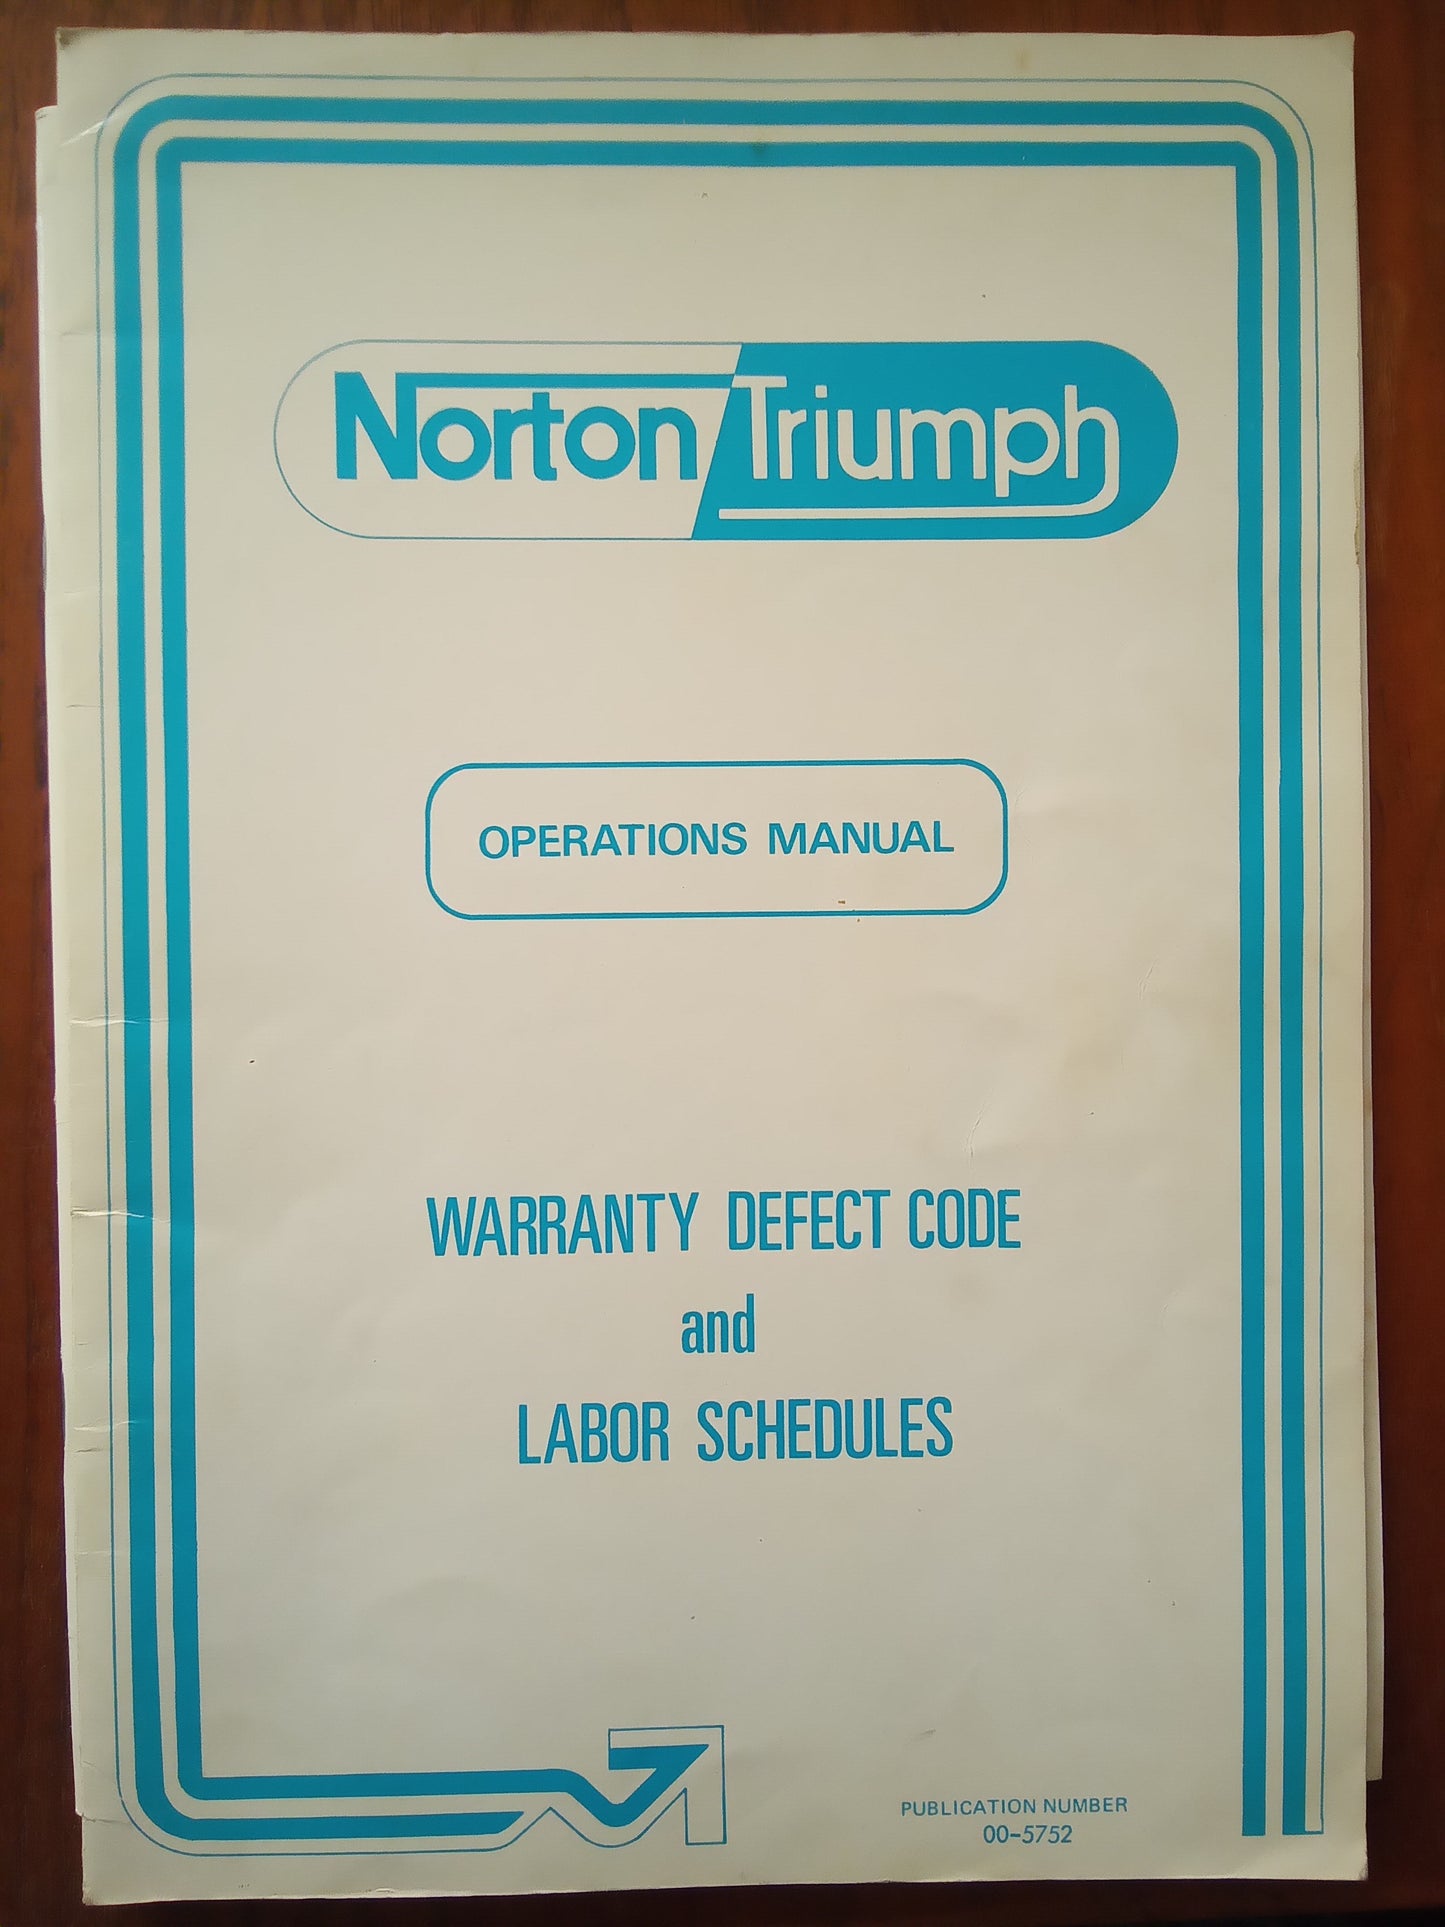 Norton Triumph
OPERATIONS MANUAL
WARRANTY DEFECT CODE
and
LABOR SCHEDULES
PUBLICATION NUMBER
00-5752